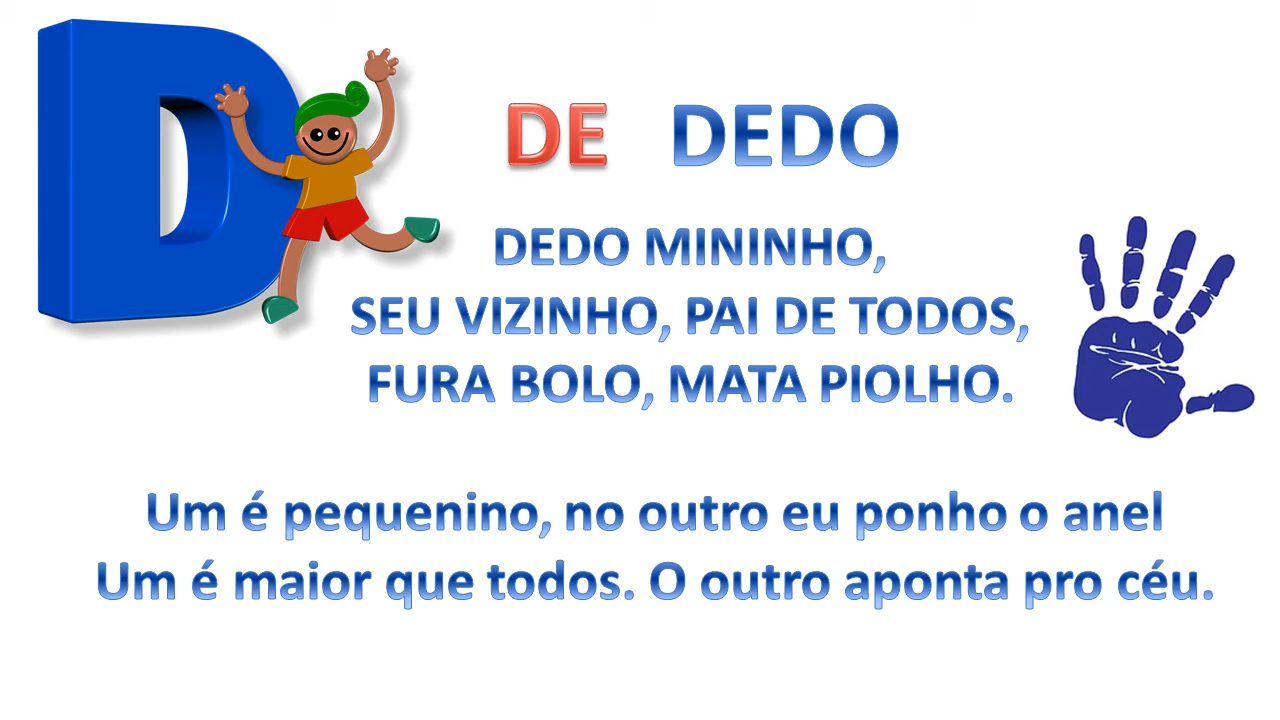 D
DE DEDO
DEDO MININHO,
SEU VIZINHO, PAI DE TODOS,
FURA BOLO, MATA PIOLHO.
Um é pequenino, no outro eu ponho o anel
Um é maior que todos. O outro aponta pro céu.